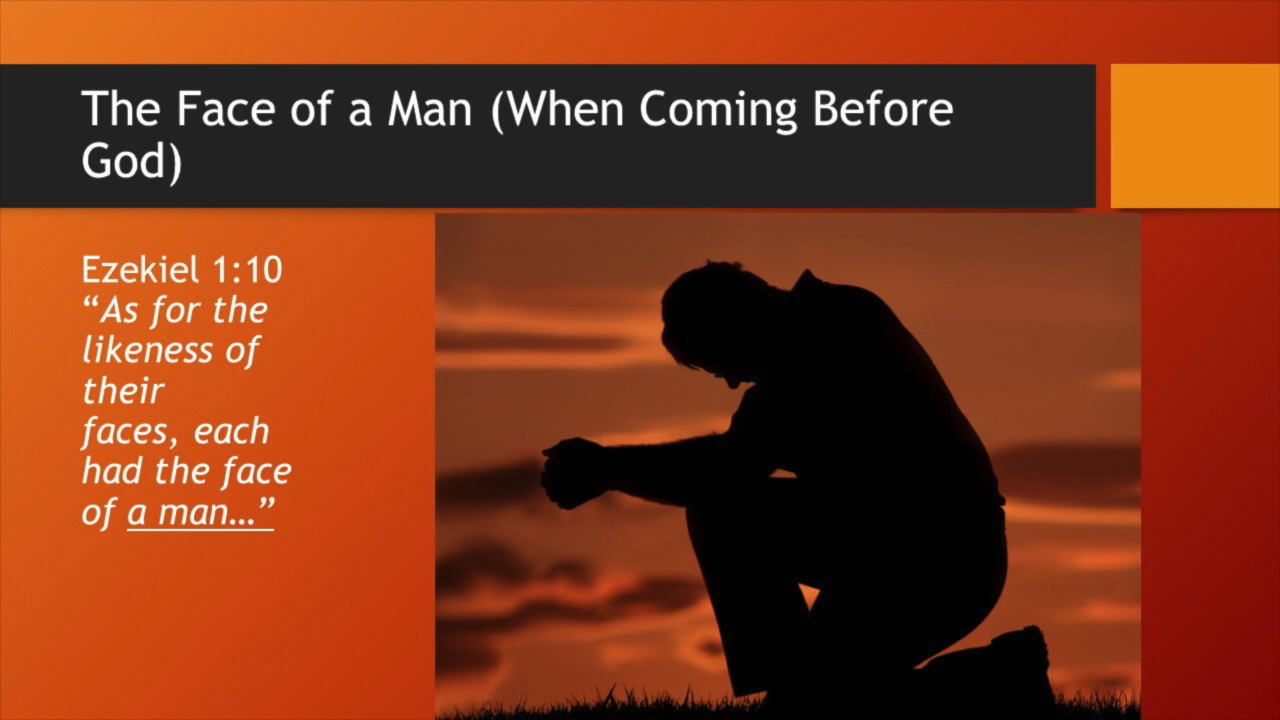 The Face of a Man (When Coming Before
God)
Ezekiel 1:10
“As for the
likeness of
their
faces, each
had the face
of a man…”